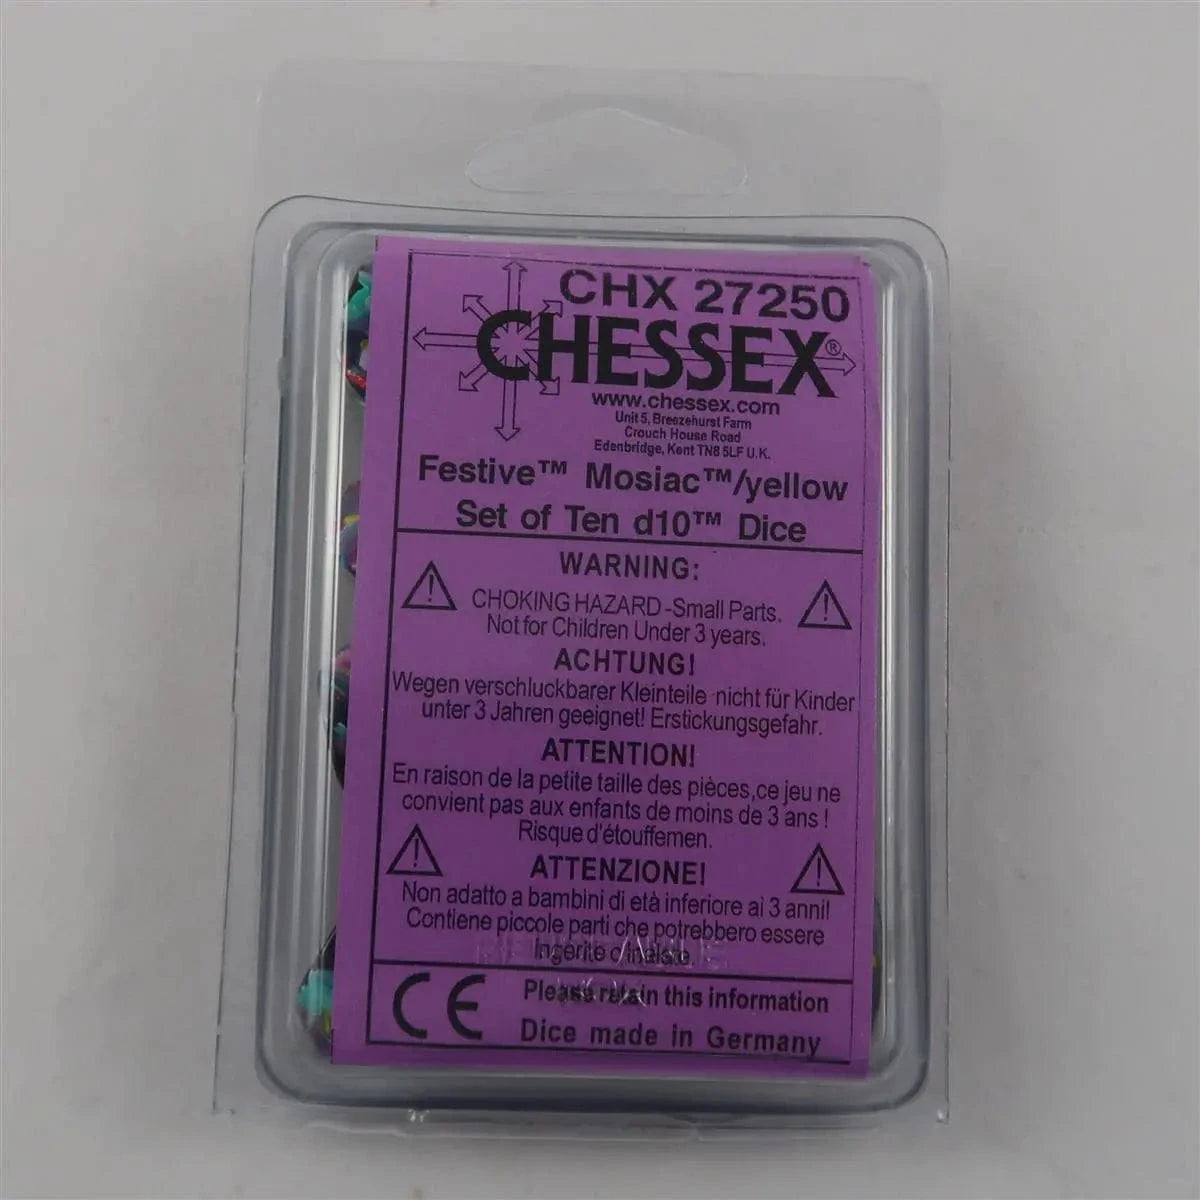 CHX 27250
CHESSEX®
www.chessex.com
Unit 5, Breezehurst Farm
Crouch House Road
Edenbridge, Kent TN8 5LF U.K.
Festive™ Mosiac™/yellow
Set of Ten d10™ Dice
WARNING:
CHOKING HAZARD -Small Parts.
Not for Children Under 3 years.
ACHTUNG!
Wegen verschluckbarer Kleinteile nicht für Kinder
unter 3 Jahren geeignet! Erstickungsgefahr.
ATTENTION!
En raison de la petite taille des pièces,ce jeu ne
convient pas aux enfants de moins de 3 ans !
Risque d'étouffemen.
ATTENZIONE!
Non adatto a bambini di età inferiore ai 3 anni!
Contiene piccole parti che potrebbero essere
ingerite o inalate.
CE
Please retain this information
Dice made in Germany